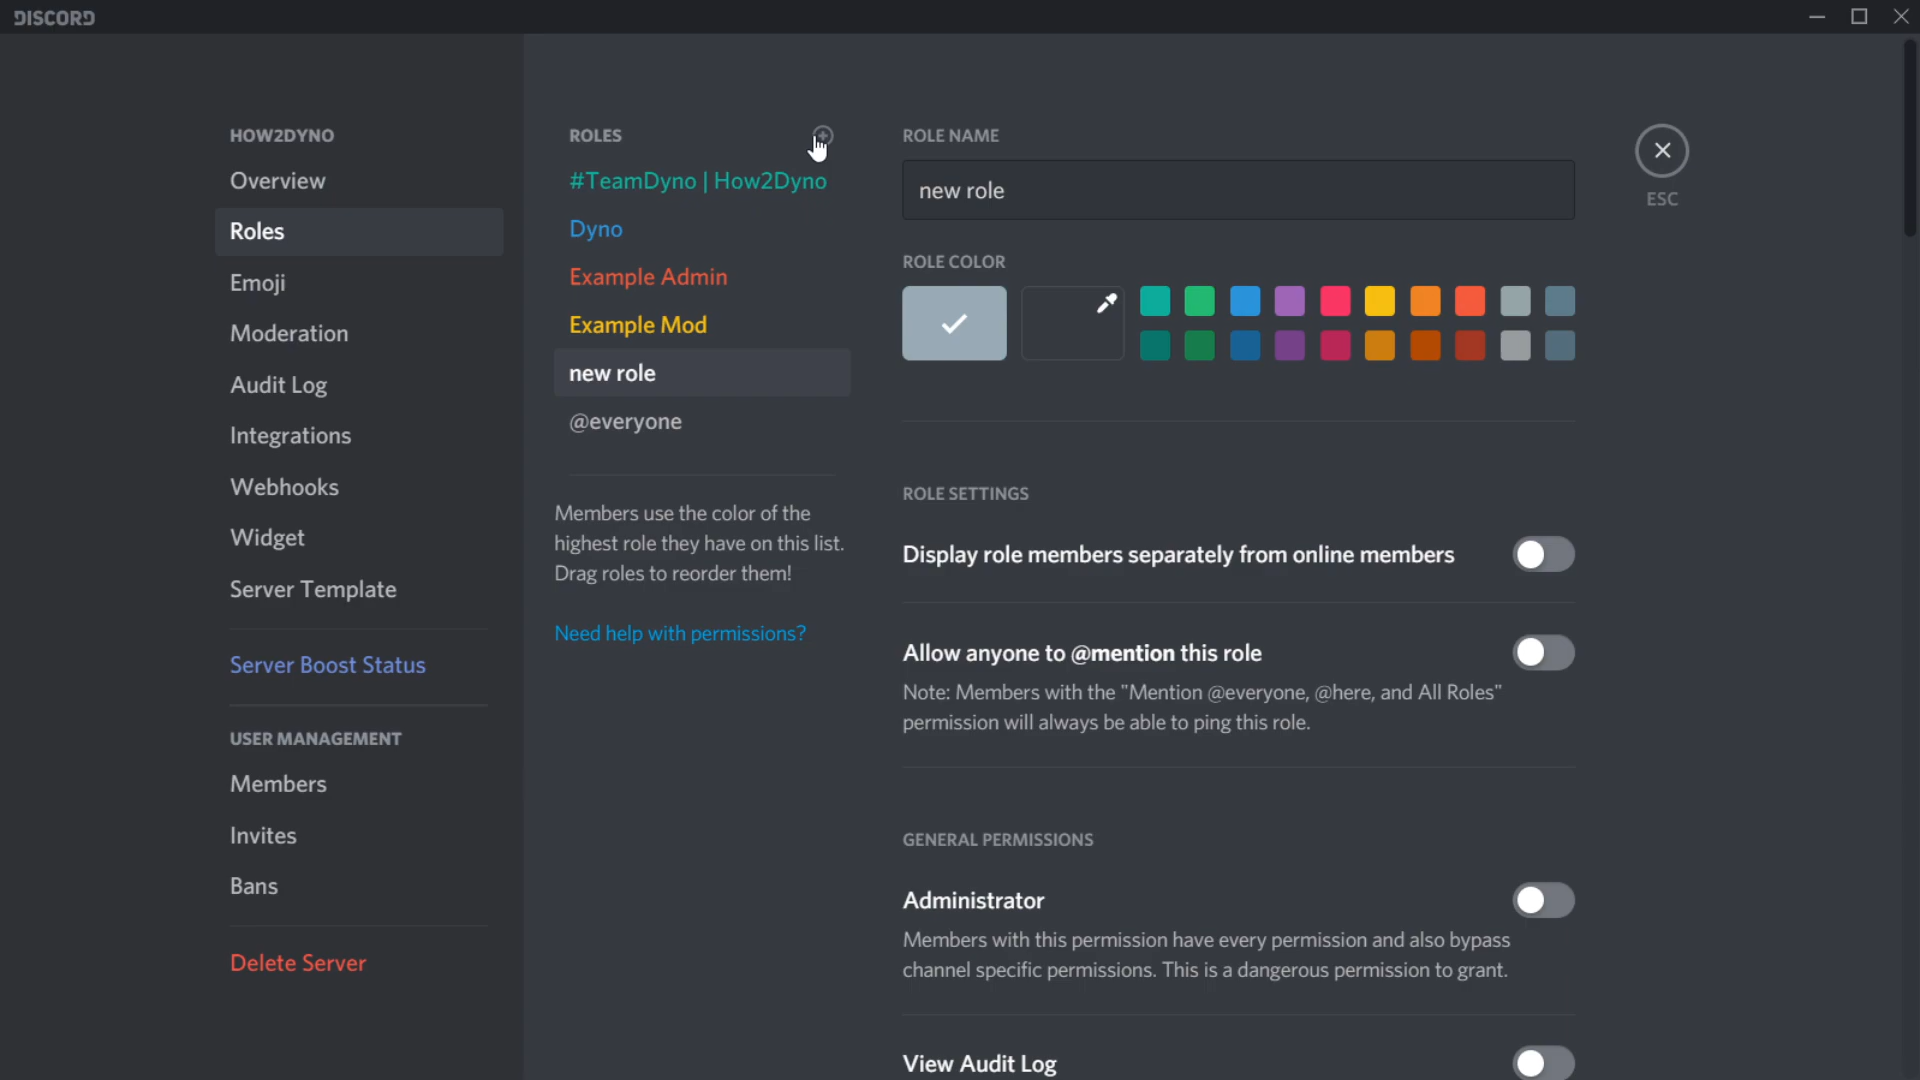 DISCORD
HOW2DYNO
Overview
Roles
Emoji
Moderation
Audit Log
Integrations
Webhooks
Widget
Server Template
Server Boost Status
USER MANAGEMENT
Members
Invites
Bans
Delete Server
ROLES
#TeamDyno | How2Dyno
Dyno
Example Admin
Example Mod
new role
@everyone
Members use the color of the
highest role they have on this list.
Drag roles to reorder them!
Need help with permissions?
ROLE NAME
new role
ROLE COLOR
ROLE SETTINGS
Display role members separately from online members
Allow anyone to @mention this role
Note: Members with the "Mention @everyone, @here, and All Roles"
permission will always be able to ping this role.
GENERAL PERMISSIONS
Administrator
Members with this permission have every permission and also bypass
channel specific permissions. This is a dangerous permission to grant.
View Audit Log
ESC